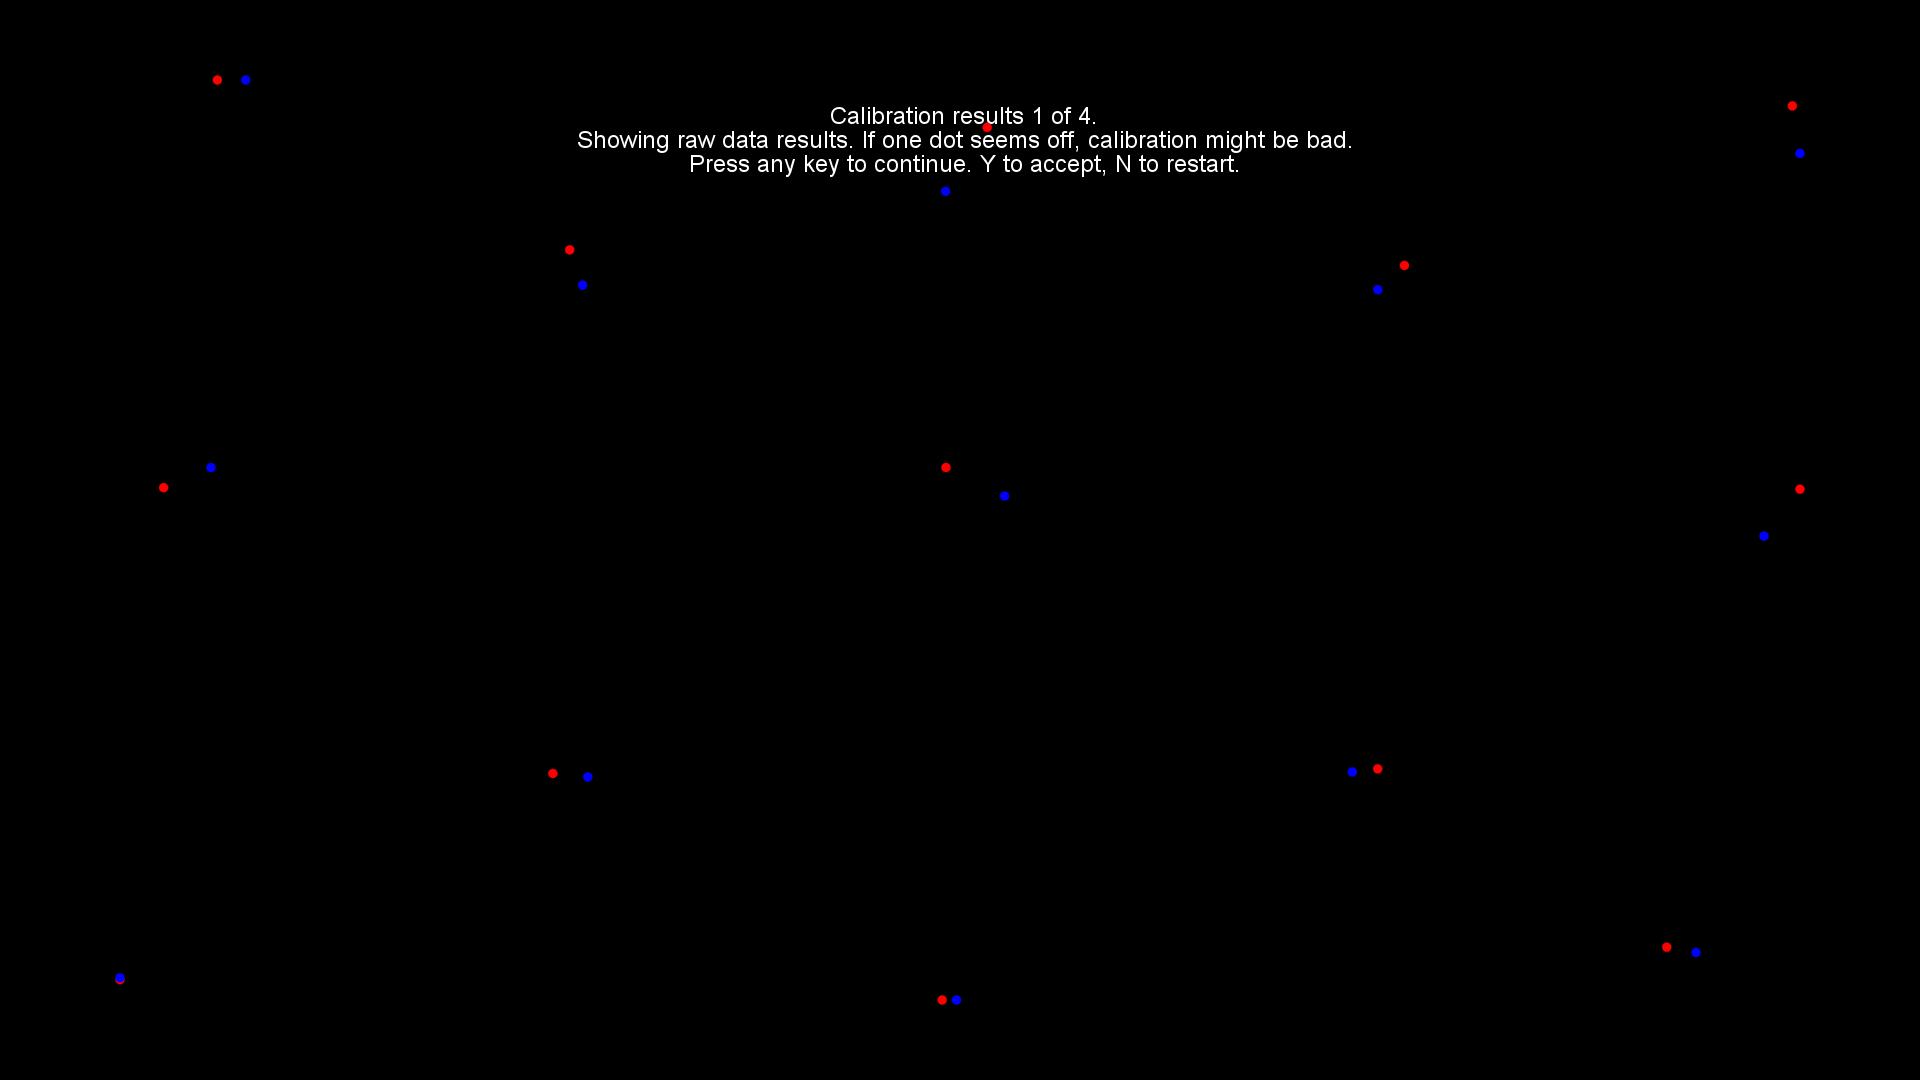 Calibration results 1 of 4.
Showing raw data results. If one dot seems off, calibration might be bad.
Press any key to continue. Y to accept, N to restart.